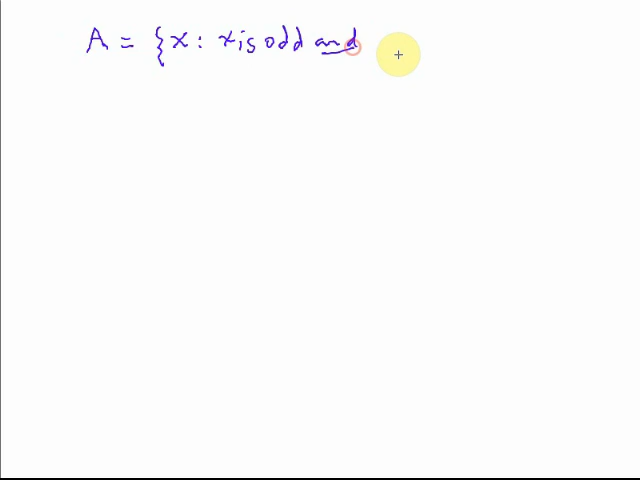 A = {x : x is odd and